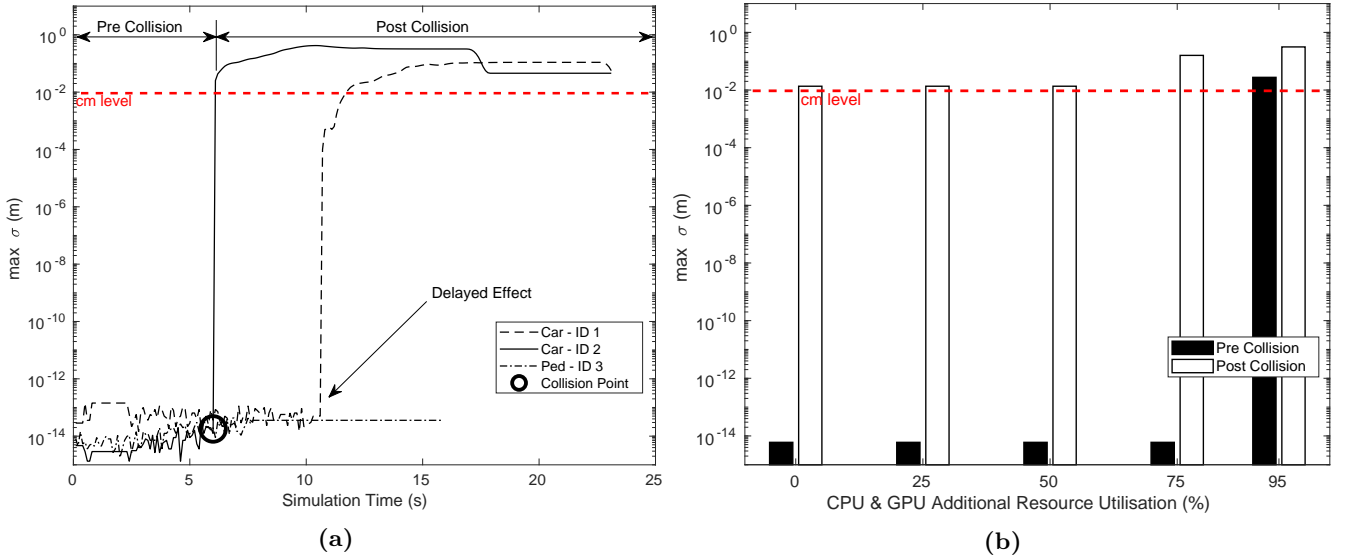 Pre Collision
Post Collision
10^0
10^-2
10^-4
10^-6
10^-8
10^-10
10^-12
10^-14
max σ (m)
cm level
Delayed Effect
Car - ID 1
Car - ID 2
Ped - ID 3
Collision Point
0 5 10 15 20 25
Simulation Time (s)
(a)
10^0
10^-2
10^-4
10^-6
10^-8
10^-10
10^-12
10^-14
max σ (m)
cm level
Pre Collision
Post Collision
0 25 50 75 95
CPU & GPU Additional Resource Utilisation (%)
(b)